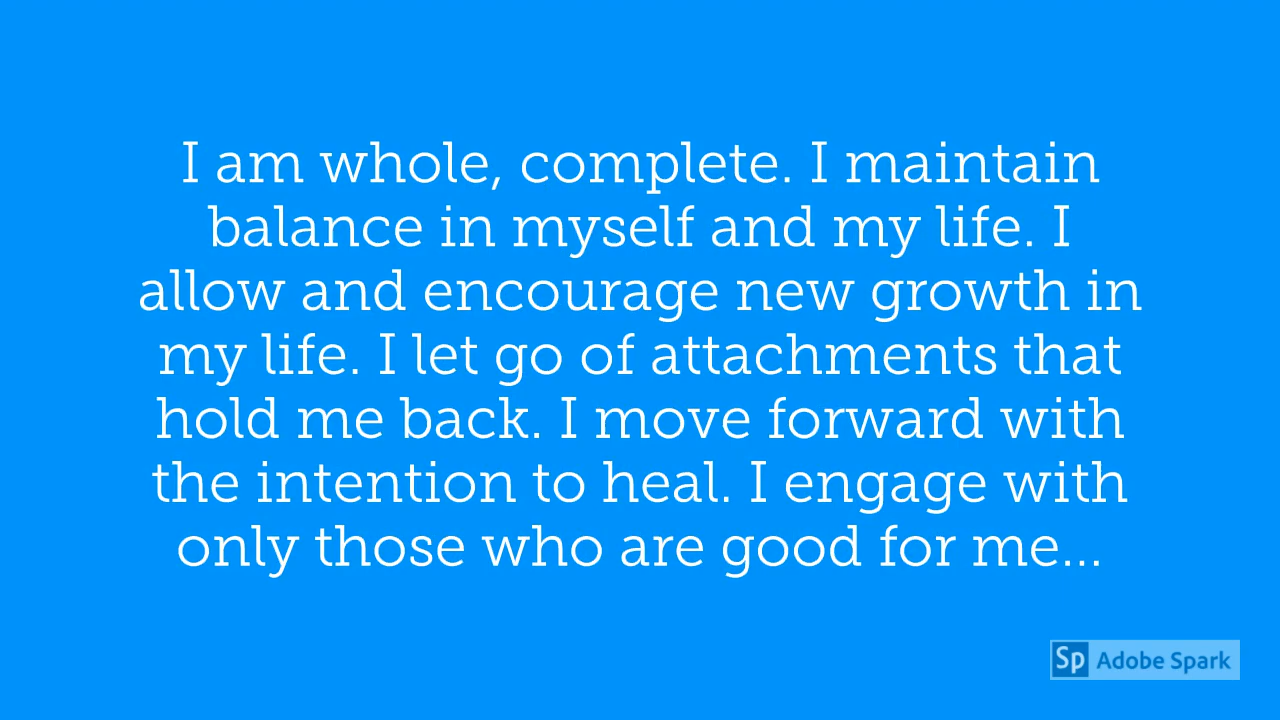 I am whole, complete. I maintain
balance in myself and my life. I
allow and encourage new growth in
my life. I let go of attachments that
hold me back. I move forward with
the intention to heal. I engage with
only those who are good for me...
Sp Adobe Spark